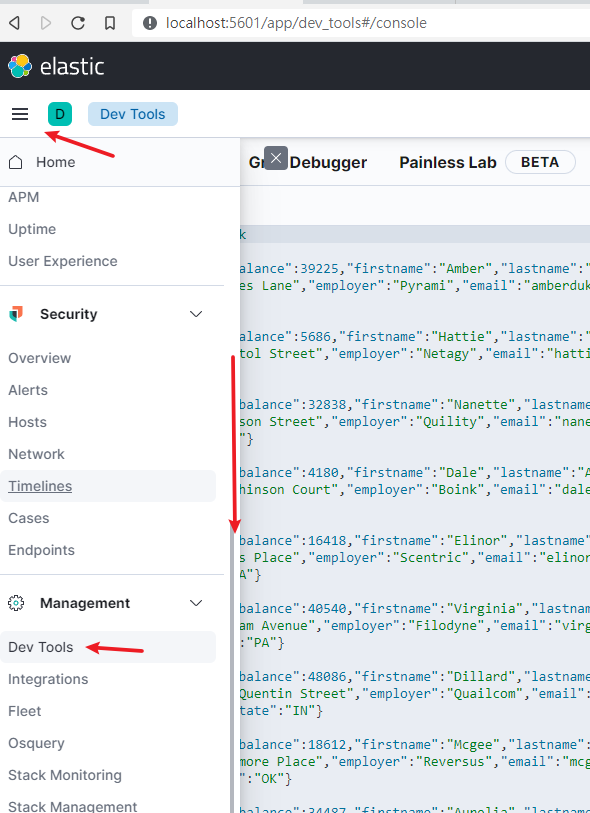 localhost:5601/app/dev_tools#/console
elastic
D Dev Tools
Home
Debugger Painless Lab BETA
APM
Uptime
User Experience
Security
Overview
Alerts
Hosts
Network
Timelines
Cases
Endpoints
Management
Dev Tools
Integrations
Fleet
Osquery
Stack Monitoring
Stack Management
k
alance":39225,"firstname":"Amber","lastname":"
es Lane","employer":"Pyrami","email":"amberduk
alance":5686,"firstname":"Hattie","lastname":"
tol Street","employer":"Netagy","email":"hatti
balance":32838,"firstname":"Nanette","lastname
son Street","employer":"Quility","email":"nane
"}
balance":4180,"firstname":"Dale","lastname":"A
hinson Court","employer":"Boink","email":"dale
balance":16418,"firstname":"Elinor","lastname"
s Place","employer":"Scentric","email":"elinor
A"}
balance":40540,"firstname":"Virginia","lastnam
am Avenue","employer":"Filodyne","email":"virg
:"PA"}
balance":48086,"firstname":"Dillard","lastname
Quentin Street","employer":"Quailcom","email":
tate":"IN"}
balance":18612,"firstname":"Mcgee","lastname":
more Place","employer":"Reversus","email":"mcg
":"OK"}
balance":34487,"firstname":"Aurelia","lastname